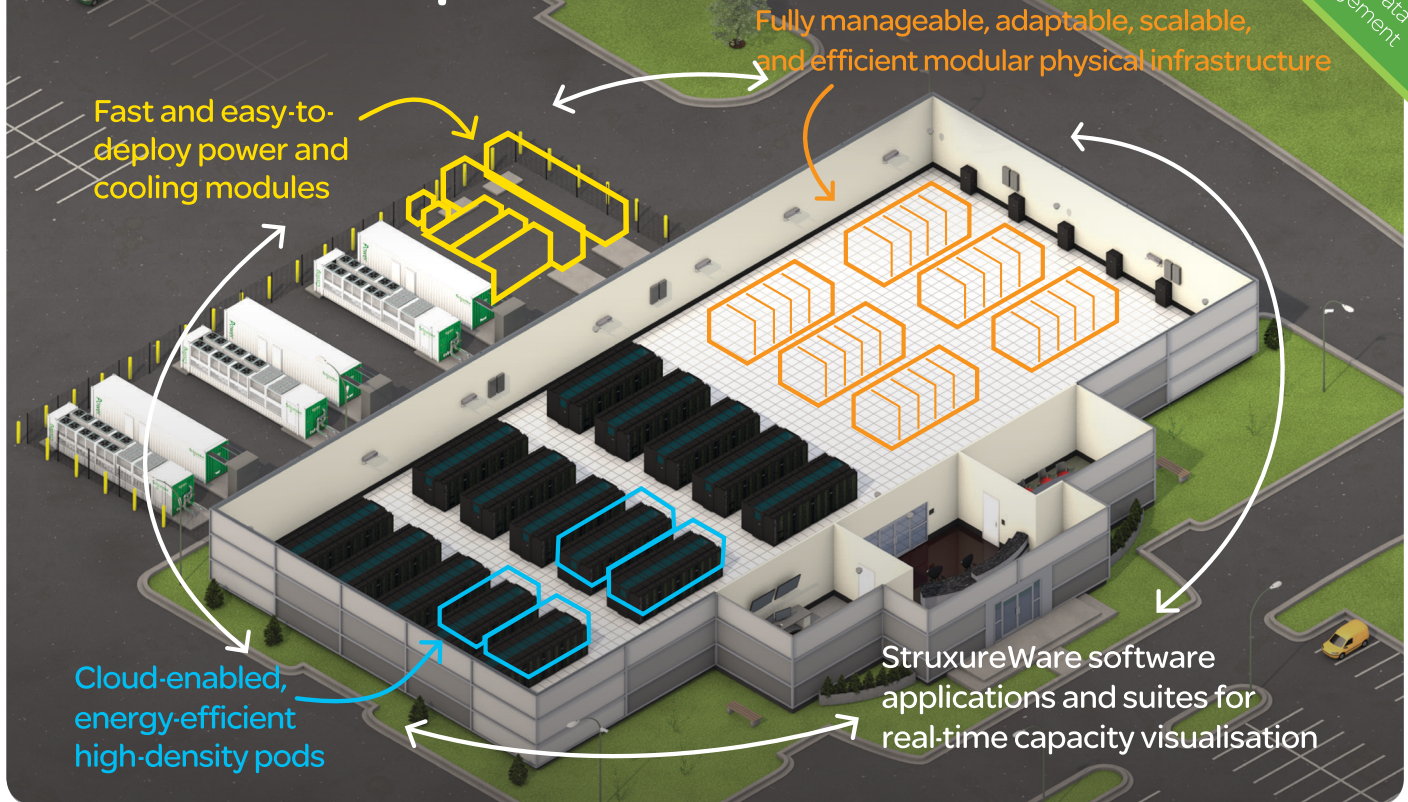 Fully manageable, adaptable, scalable,
and efficient modular physical infrastructure
Fast and easy-to-
deploy power and
cooling modules
Cloud-enabled,
energy-efficient
high-density pods
StruxureWare software
applications and suites for
real-time capacity visualisation